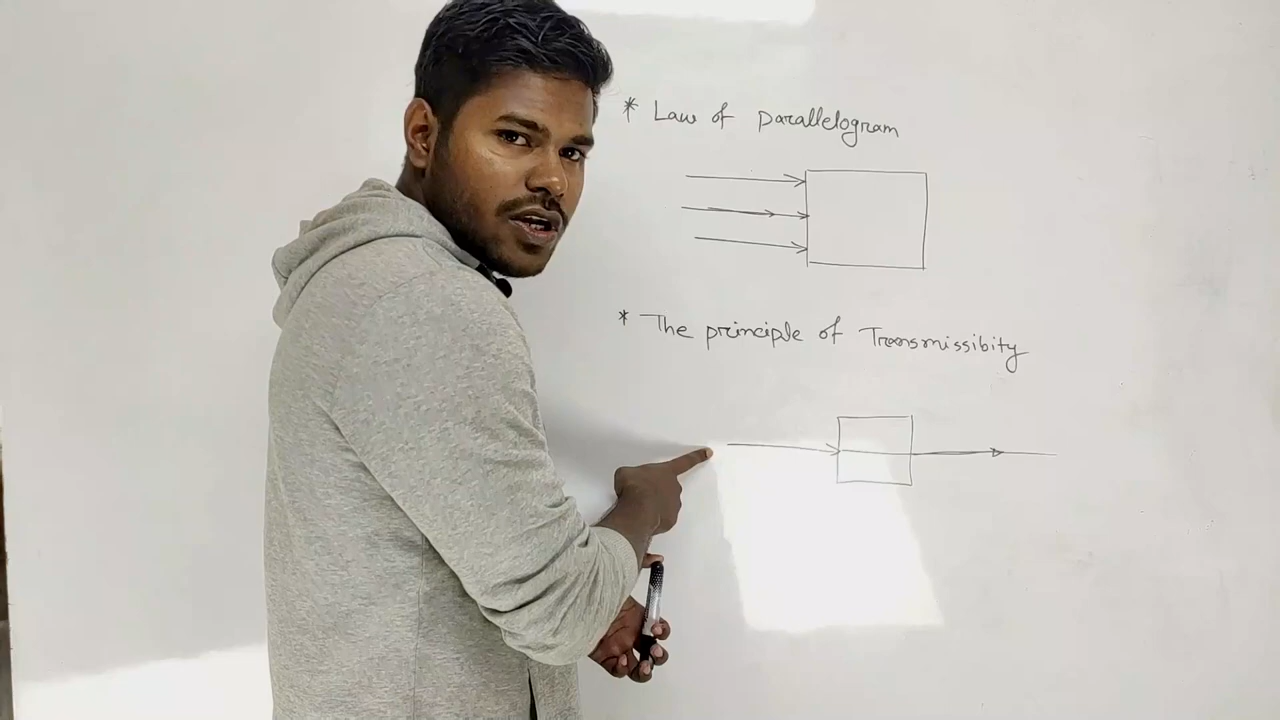 * Law of parallelogram
* The principle of Transmissibity